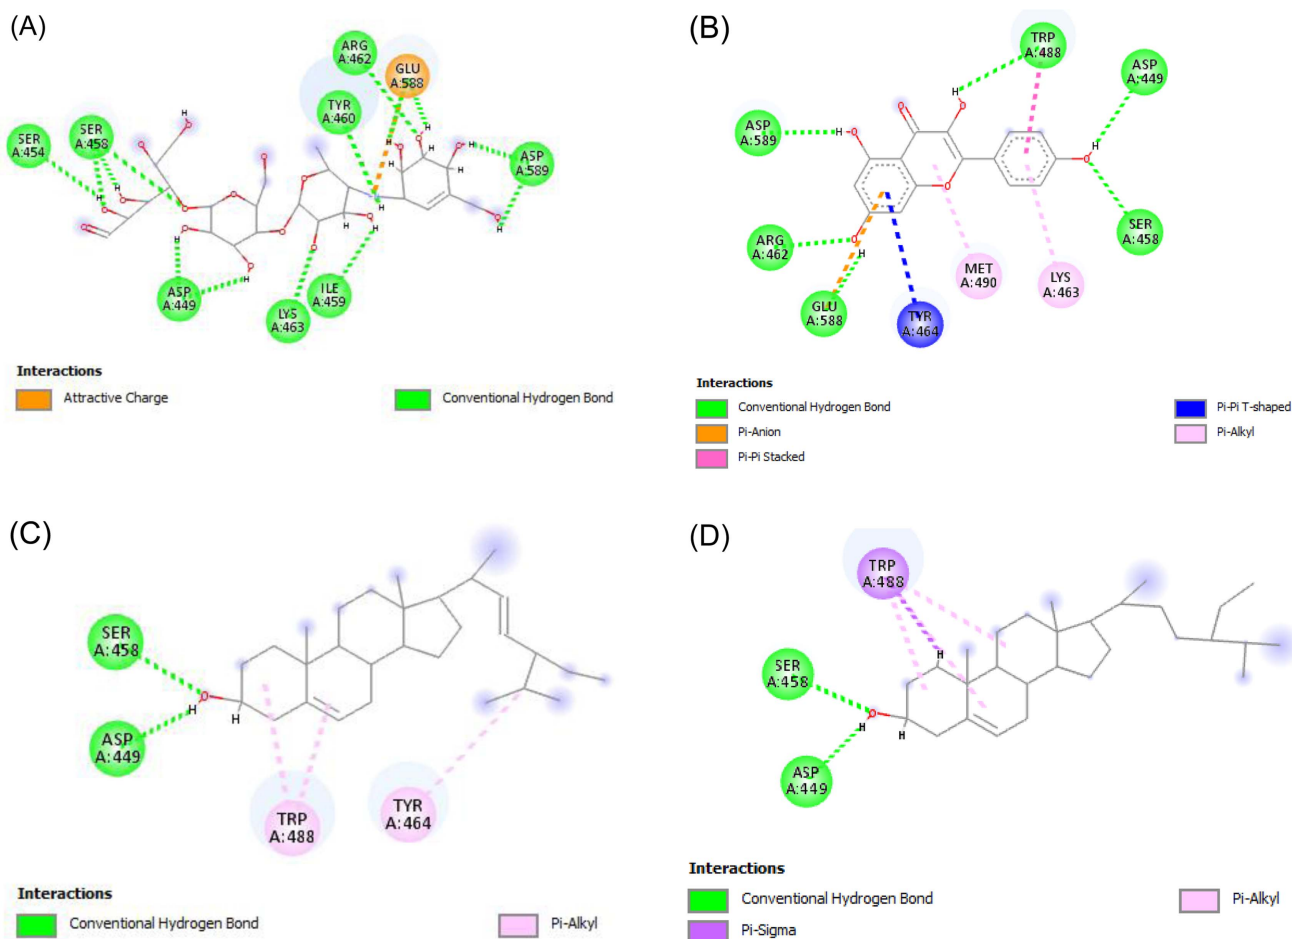 (A)
ARG
A:462
GLU
A:588
TYR
A:460
SER
A:454
SER
A:458
ASP
A:589
ASP
A:449
LYS
A:463
ILE
A:459
H
H
H
H
H
H
H
H
H
H
H
O
O
O
O
O
O
O
O
O
O
O
O
O
Interactions
Attractive Charge
Conventional Hydrogen Bond
(B)
TRP
A:488
ASP
A:449
ASP
A:589
SER
A:458
ARG
A:462
MET
A:490
LYS
A:463
GLU
A:588
TYR
A:464
H
H
H
H
O
O
O
O
O
O
Interactions
Conventional Hydrogen Bond
Pi-Anion
Pi-Pi Stacked
Pi-Pi T-shaped
Pi-Alkyl
(C)
SER
A:458
ASP
A:449
TRP
A:488
TYR
A:464
O
H
H
Interactions
Conventional Hydrogen Bond
Pi-Alkyl
(D)
TRP
A:488
SER
A:458
ASP
A:449
H
O
H
H
Interactions
Conventional Hydrogen Bond
Pi-Sigma
Pi-Alkyl